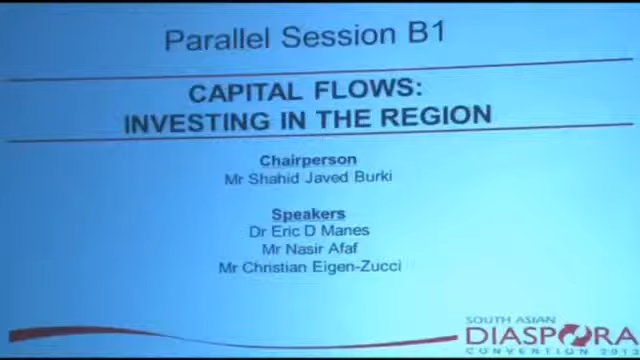 Parallel Session B1
CAPITAL FLOWS:
INVESTING IN THE REGION
Chairperson
Mr Shahid Javed Burki
Speakers
Dr Eric D Manes
Mr Nasir Afaf
Mr Christian Eigen-Zucci
SOUTH ASIAN
DIASPORA
CONVENTION